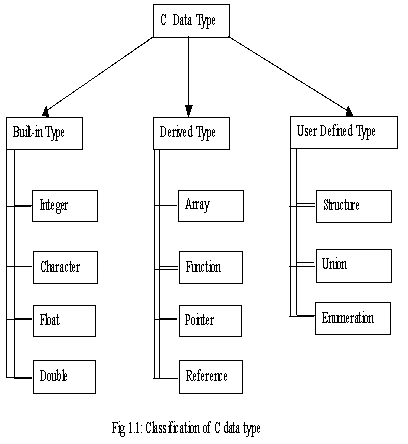 C Data Type
Built-in Type
Derived Type
User Defined Type
Integer
Array
Structure
Character
Function
Union
Float
Pointer
Enumeration
Double
Reference
Fig 1.1: Classification of C data type